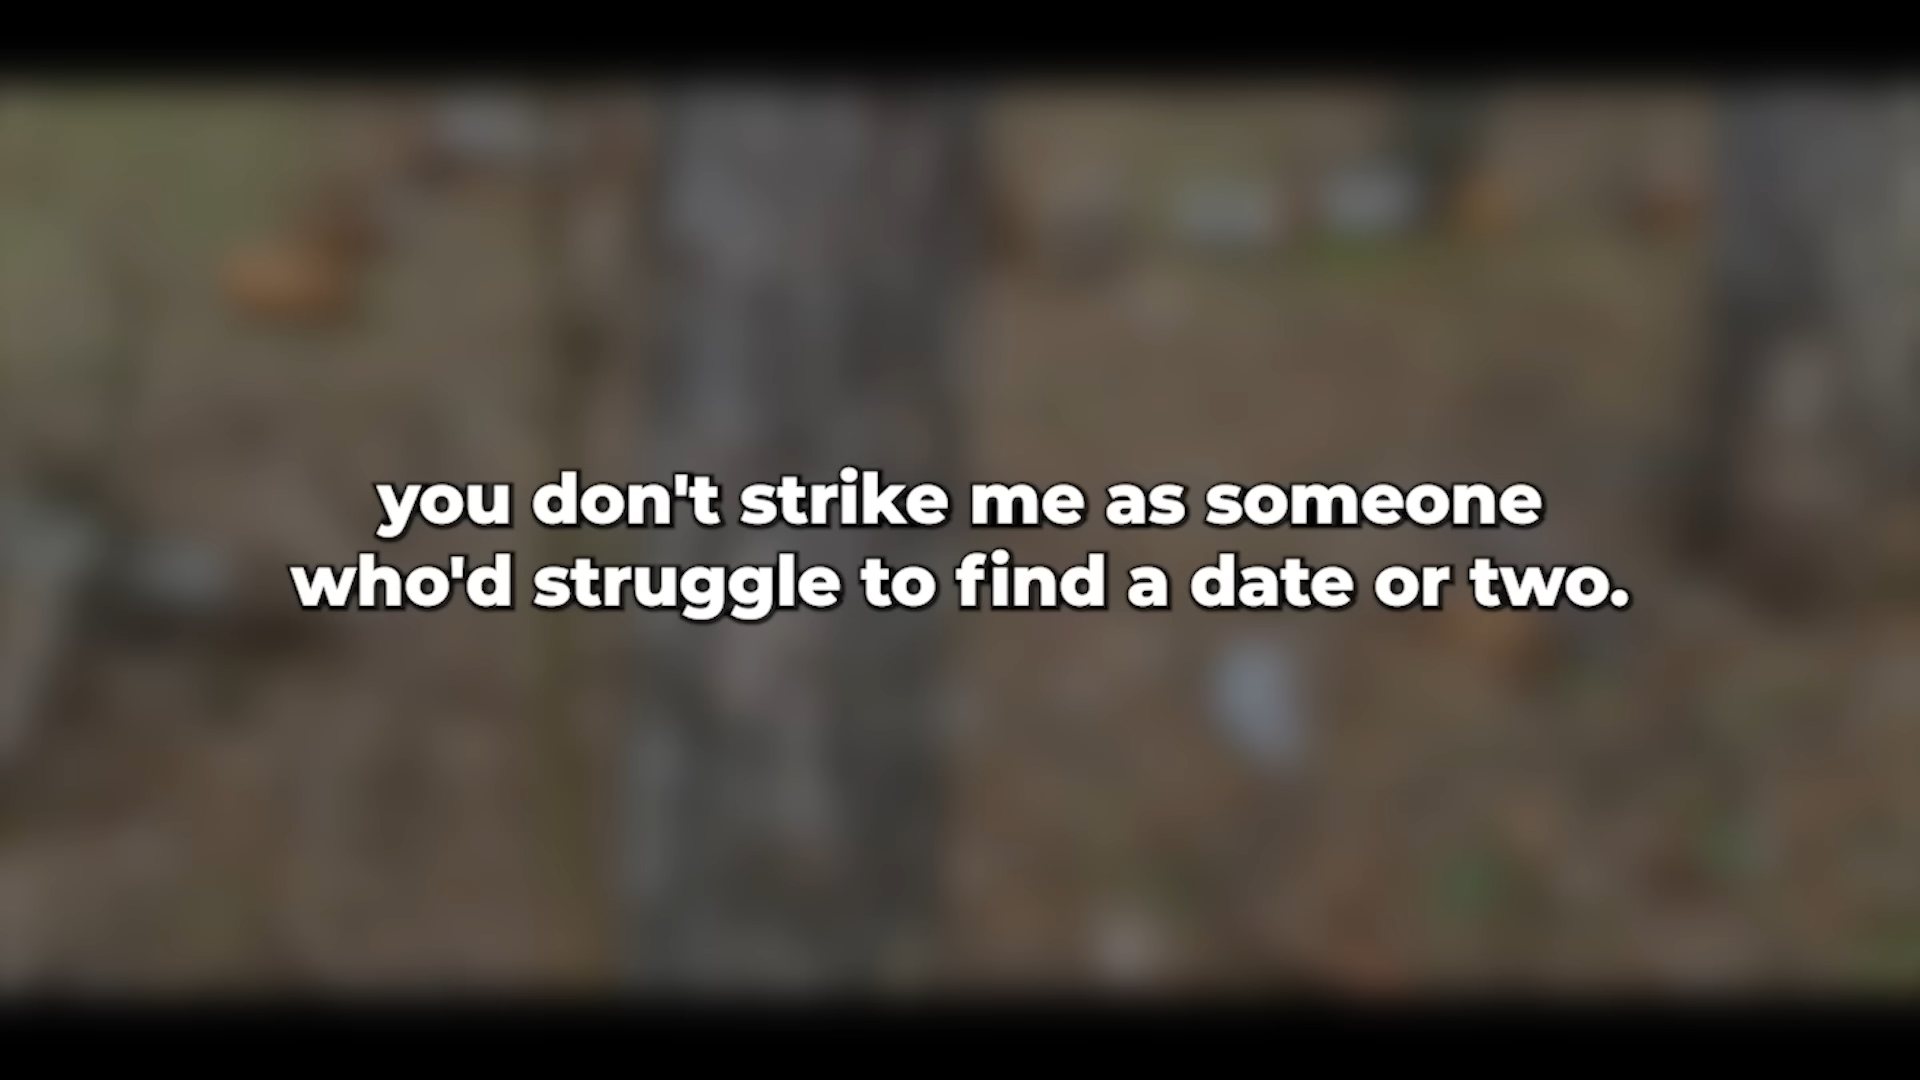 you don't strike me as someone
who'd struggle to find a date or two.